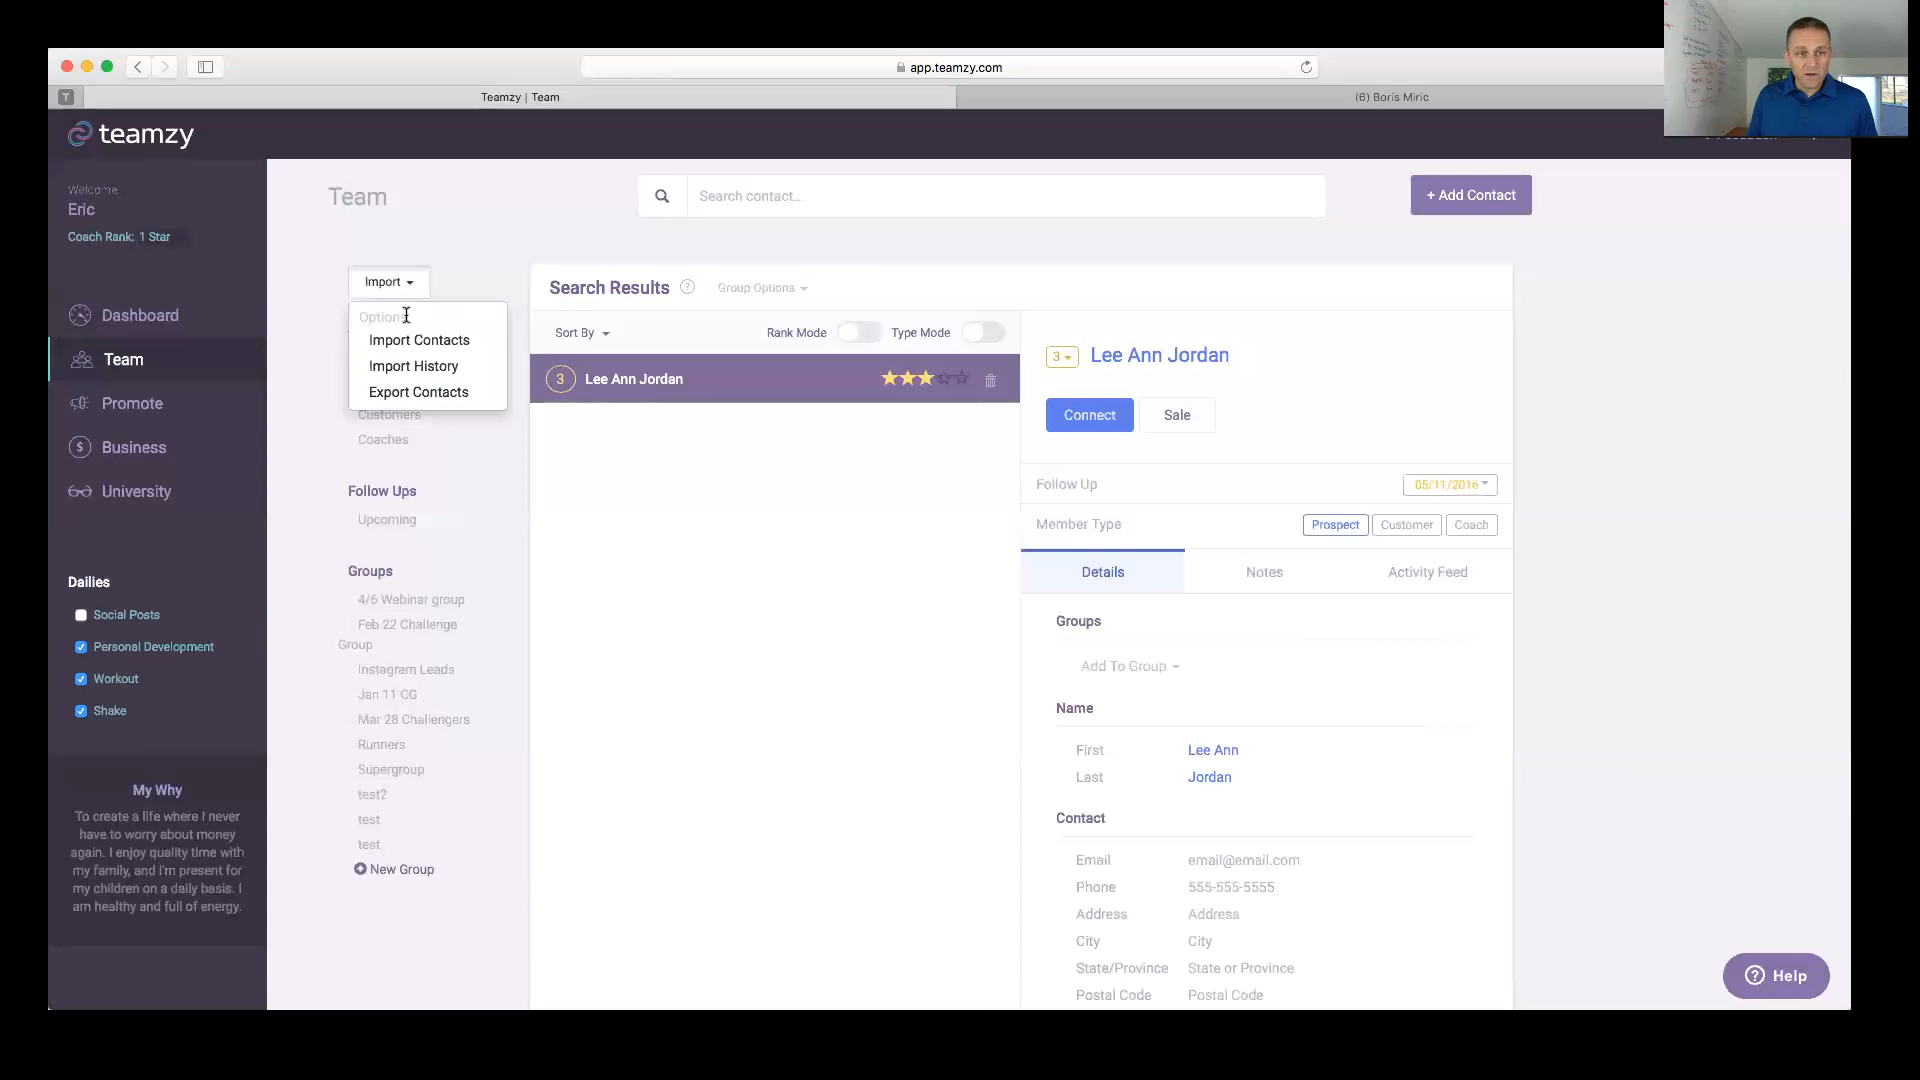 app.teamzy.com
T
Teamzy | Team
(6) Boris Miric
teamzy
Welcome,
Eric
Coach Rank: 1 Star
Dashboard
Team
Promote
Business
University
Dailies
Social Posts
Personal Development
Workout
Shake
My Why
To create a life where I never
have to worry about money
again. I enjoy quality time with
my family, and I'm present for
my children on a daily basis. I
am healthy and full of energy.
Team
Search contact...
+ Add Contact
Import
Options
Import Contacts
Import History
Export Contacts
Customers
Coaches
Follow Ups
Upcoming
Groups
4/6 Webinar group
Feb 22 Challenge
Group
Instagram Leads
Jan 11 CG
Mar 28 Challengers
Runners
Supergroup
test2
test
test
New Group
Search Results ? Group Options
Sort By Rank Mode Type Mode
3 Lee Ann Jordan
3 Lee Ann Jordan
Connect Sale
Follow Up 05/11/2016
Member Type Prospect Customer Coach
Details Notes Activity Feed
Groups
Add To Group
Name
First Lee Ann
Last Jordan
Contact
Email email@email.com
Phone 555-555-5555
Address Address
City City
State/Province State or Province
Postal Code Postal Code
? Help